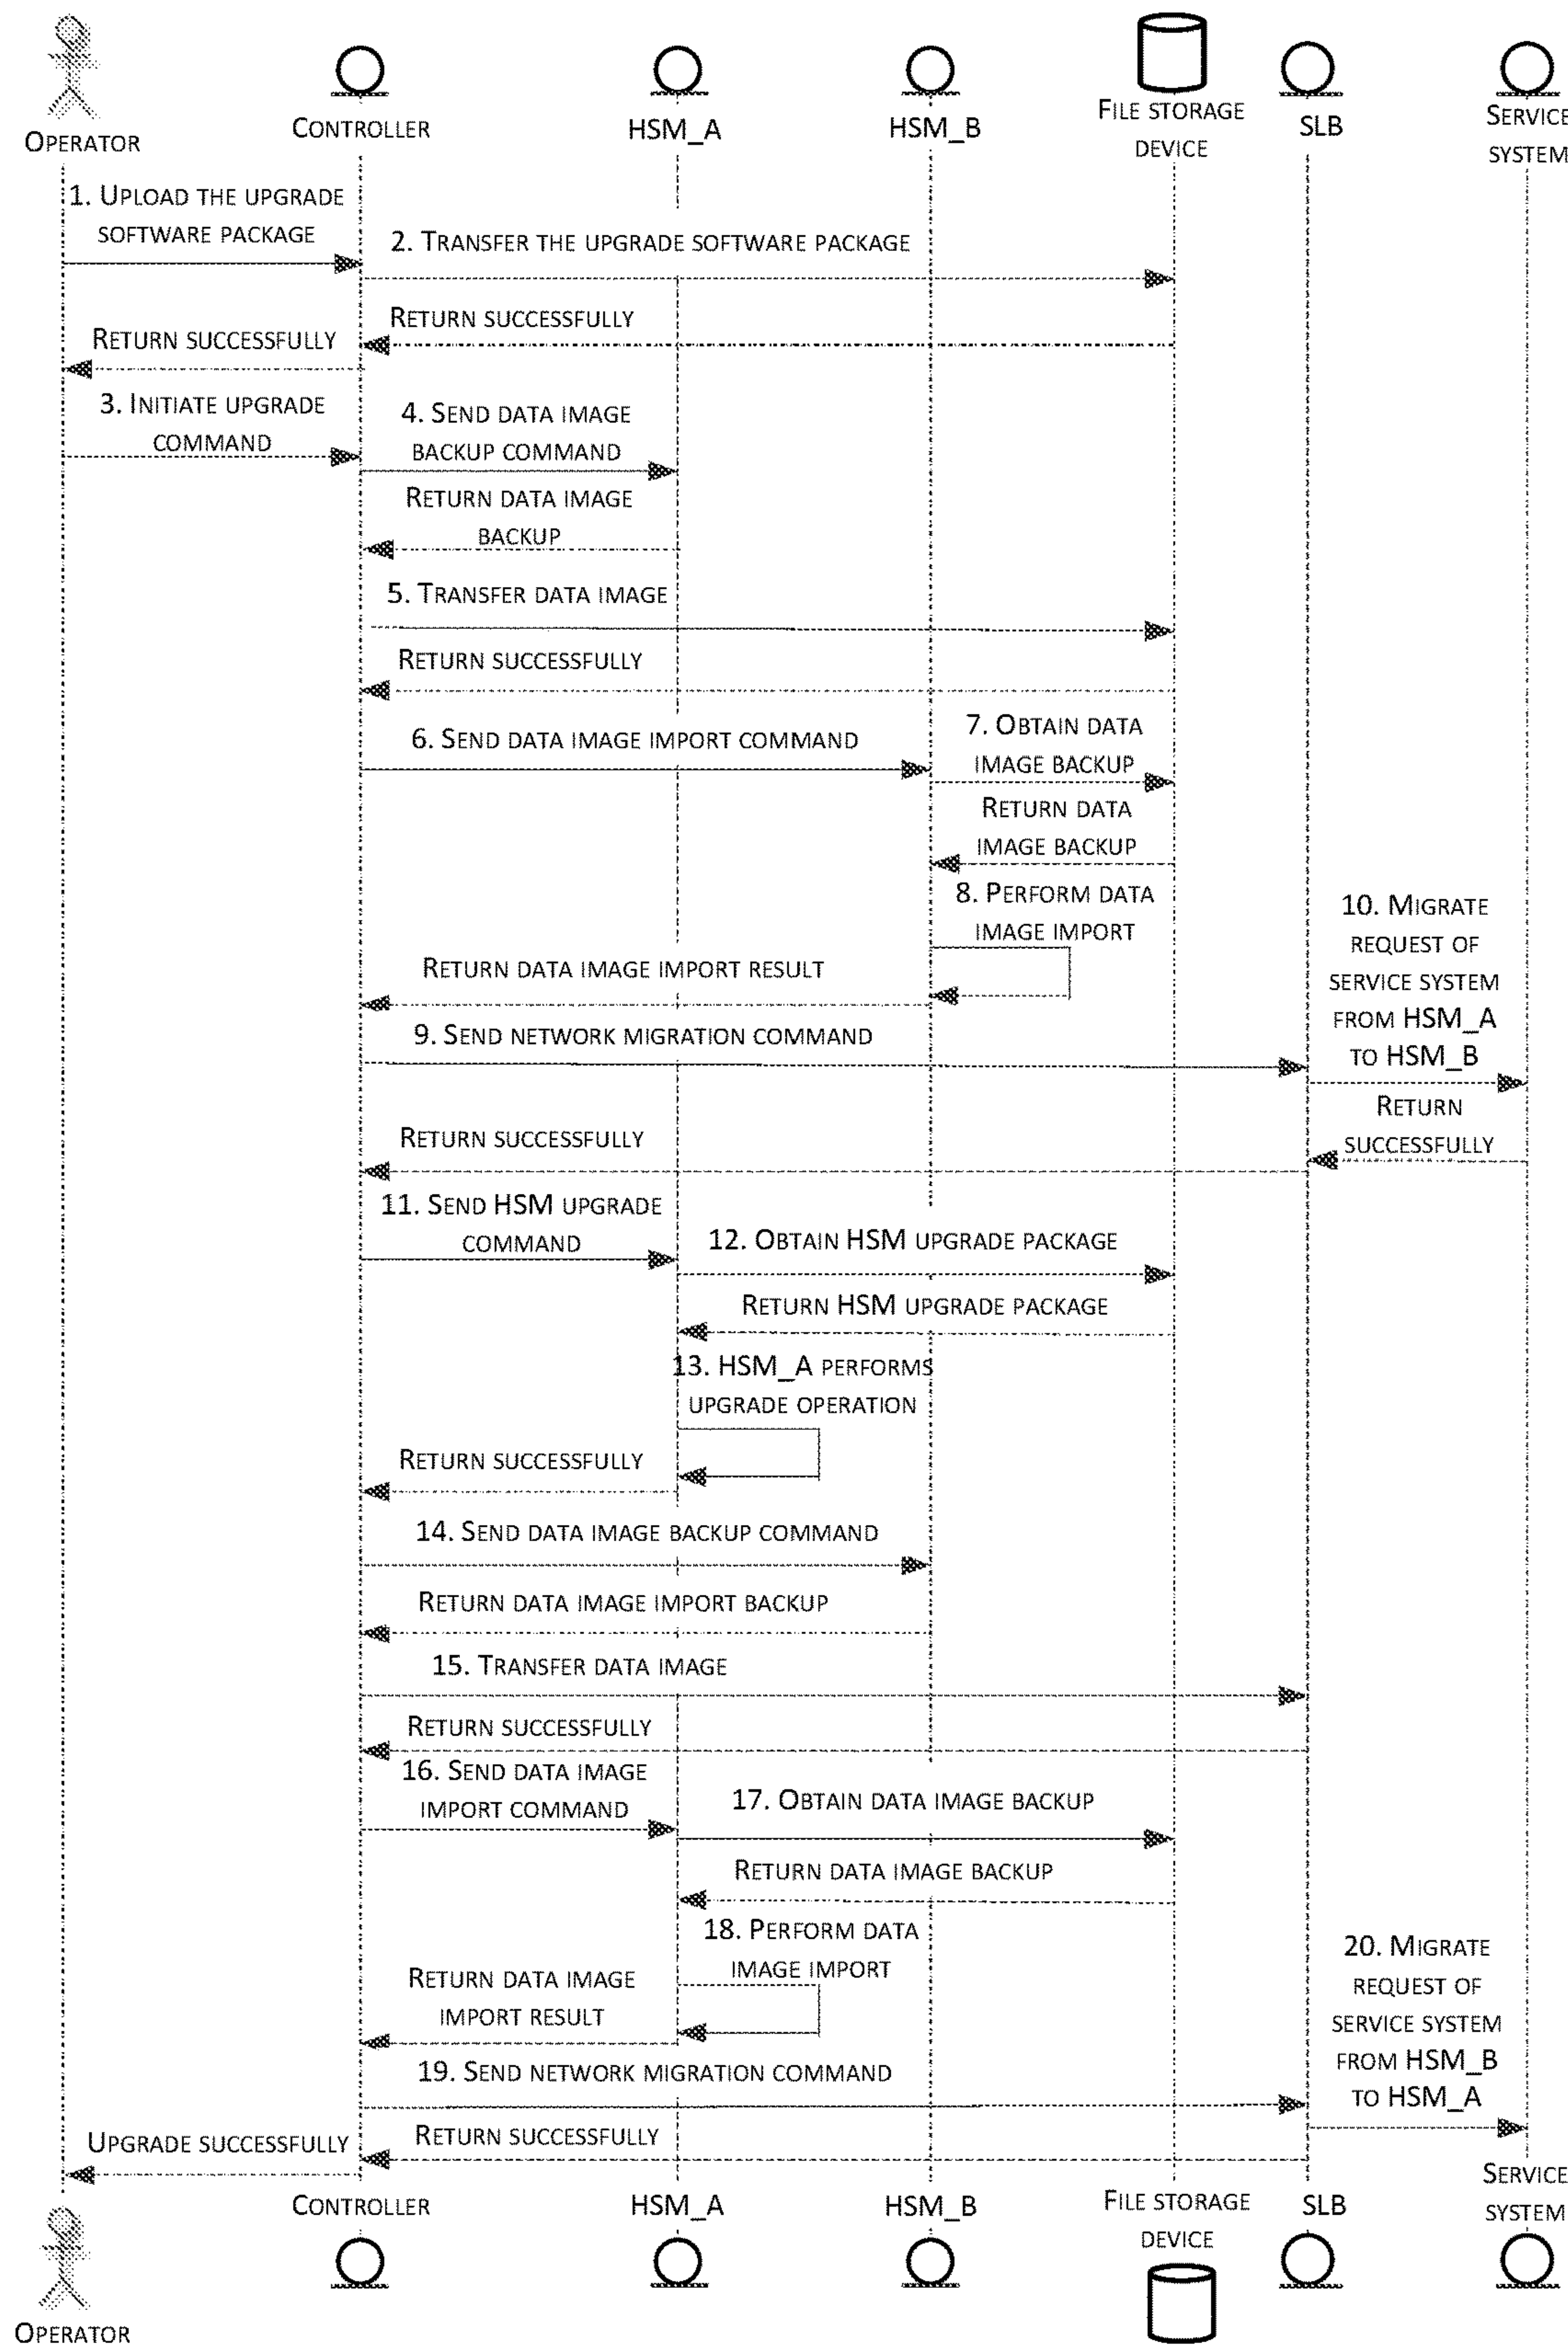 OPERATOR
CONTROLLER
HSM_A
HSM_B
FILE STORAGE
DEVICE
SLB
SERVICE
SYSTEM
1. UPLOAD THE UPGRADE
SOFTWARE PACKAGE
2. TRANSFER THE UPGRADE SOFTWARE PACKAGE
RETURN SUCCESSFULLY
RETURN SUCCESSFULLY
3. INITIATE UPGRADE
COMMAND
4. SEND DATA IMAGE
BACKUP COMMAND
RETURN DATA IMAGE
BACKUP
5. TRANSFER DATA IMAGE
RETURN SUCCESSFULLY
6. SEND DATA IMAGE IMPORT COMMAND
7. OBTAIN DATA
IMAGE BACKUP
RETURN DATA
IMAGE BACKUP
8. PERFORM DATA
IMAGE IMPORT
RETURN DATA IMAGE IMPORT RESULT
9. SEND NETWORK MIGRATION COMMAND
10. MIGRATE
REQUEST OF
SERVICE SYSTEM
FROM HSM_A
TO HSM_B
RETURN
SUCCESSFULLY
RETURN SUCCESSFULLY
11. SEND HSM UPGRADE
COMMAND
12. OBTAIN HSM UPGRADE PACKAGE
RETURN HSM UPGRADE PACKAGE
13. HSM_A PERFORMS
UPGRADE OPERATION
RETURN SUCCESSFULLY
14. SEND DATA IMAGE BACKUP COMMAND
RETURN DATA IMAGE IMPORT BACKUP
15. TRANSFER DATA IMAGE
RETURN SUCCESSFULLY
16. SEND DATA IMAGE
IMPORT COMMAND
17. OBTAIN DATA IMAGE BACKUP
RETURN DATA IMAGE BACKUP
18. PERFORM DATA
IMAGE IMPORT
RETURN DATA IMAGE
IMPORT RESULT
19. SEND NETWORK MIGRATION COMMAND
20. MIGRATE
REQUEST OF
SERVICE SYSTEM
FROM HSM_B
TO HSM_A
RETURN SUCCESSFULLY
UPGRADE SUCCESSFULLY
CONTROLLER
HSM_A
HSM_B
FILE STORAGE
DEVICE
SLB
SERVICE
SYSTEM
OPERATOR